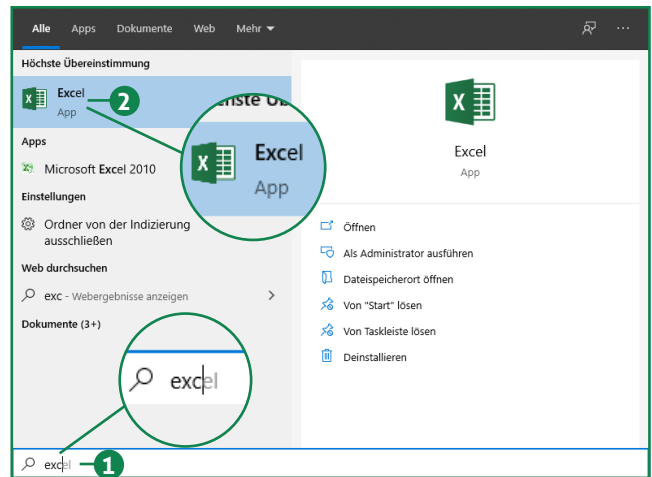 Alle Apps Dokumente Web Mehr
Höchste Übereinstimmung
Excel
App
2
chste Üb
Excel
App
Apps
Microsoft Excel 2010
Einstellungen
Ordner von der Indizierung
ausschließen
Web durchsuchen
exc - Webergebnisse anzeigen
Dokumente (3+)
excel
excel
1
Excel
App
Öffnen
Als Administrator ausführen
Dateispeicherort öffnen
Von "Start" lösen
Von Taskleiste lösen
Deinstallieren